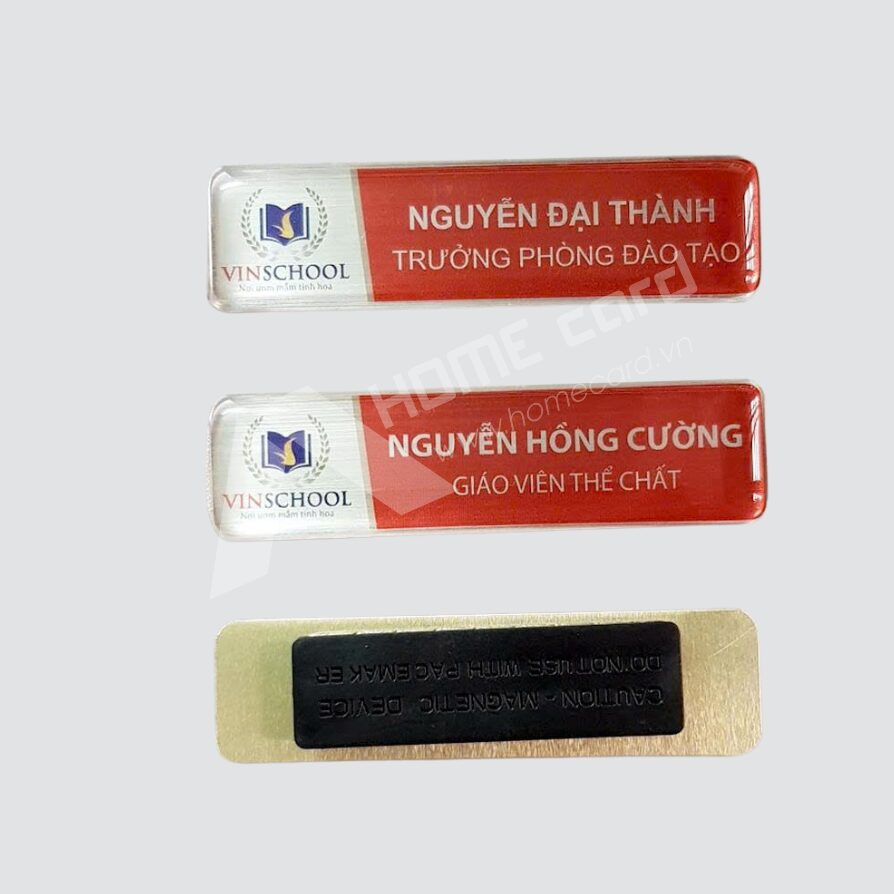 NGUYỄN ĐẠI THÀNH
TRƯỞNG PHÒNG ĐÀO TẠO
VINSCHOOL
Nơi ươm mầm tinh hoa
HOME card
www.homecard.vn
NGUYỄN HỒNG CƯỜNG
GIÁO VIÊN THỂ CHẤT
VINSCHOOL
Nơi ươm mầm tinh hoa
CAUTION - MAGNETIC DEVICE
DO NOT USE WITH PACEMAKER